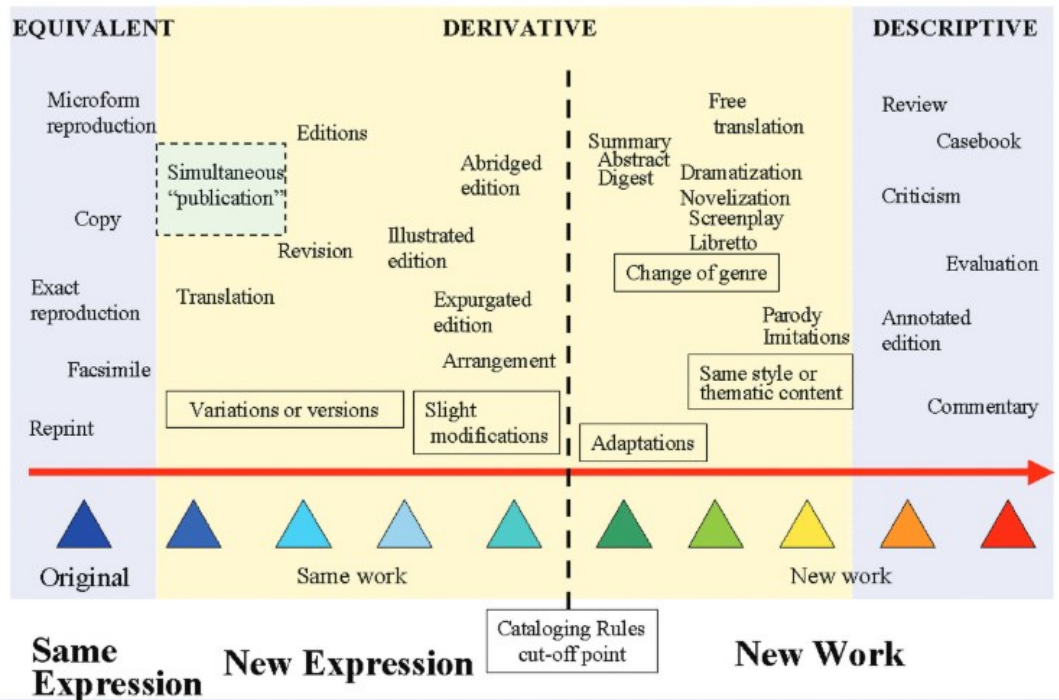 EQUIVALENT
DERIVATIVE
DESCRIPTIVE
Microform
reproduction
Simultaneous
“publication”
Copy
Exact
reproduction
Facsimile
Reprint
Editions
Revision
Translation
Variations or versions
Abridged
edition
Illustrated
edition
Expurgated
edition
Arrangement
Slight
modifications
Summary
Abstract
Digest
Free
translation
Dramatization
Novelization
Screenplay
Libretto
Change of genre
Parody
Imitations
Same style or
thematic content
Adaptations
Review
Casebook
Criticism
Evaluation
Annotated
edition
Commentary
Original
Same work
New work
Cataloging Rules
cut-off point
Same
Expression
New Expression
New Work